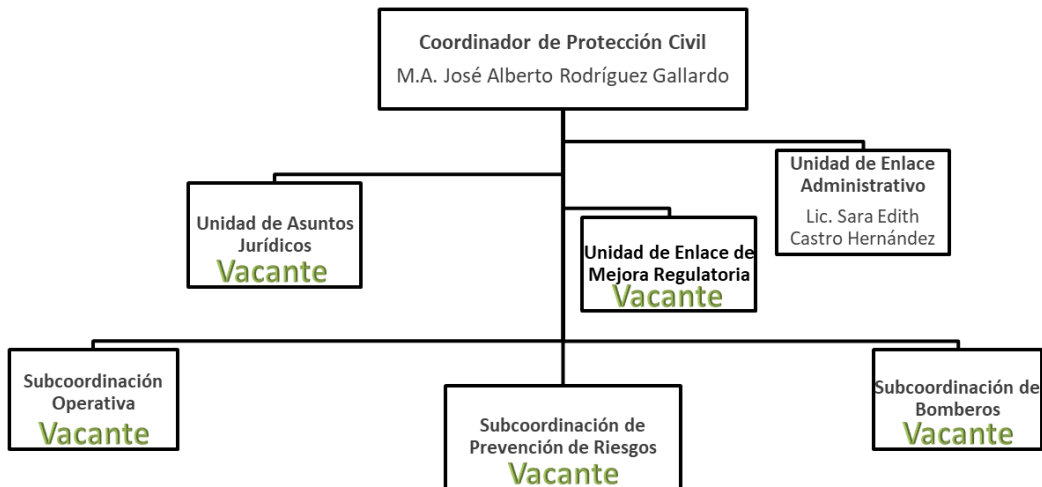 Coordinador de Protección Civil
M.A. José Alberto Rodríguez Gallardo
Unidad de Enlace
Administrativo
Lic. Sara Edith
Castro Hernández
Unidad de Asuntos
Jurídicos
Vacante
Unidad de Enlace de
Mejora Regulatoria
Vacante
Subcoordinación
Operativa
Vacante
Subcoordinación de
Prevención de Riesgos
Vacante
Subcoordinación de
Bomberos
Vacante